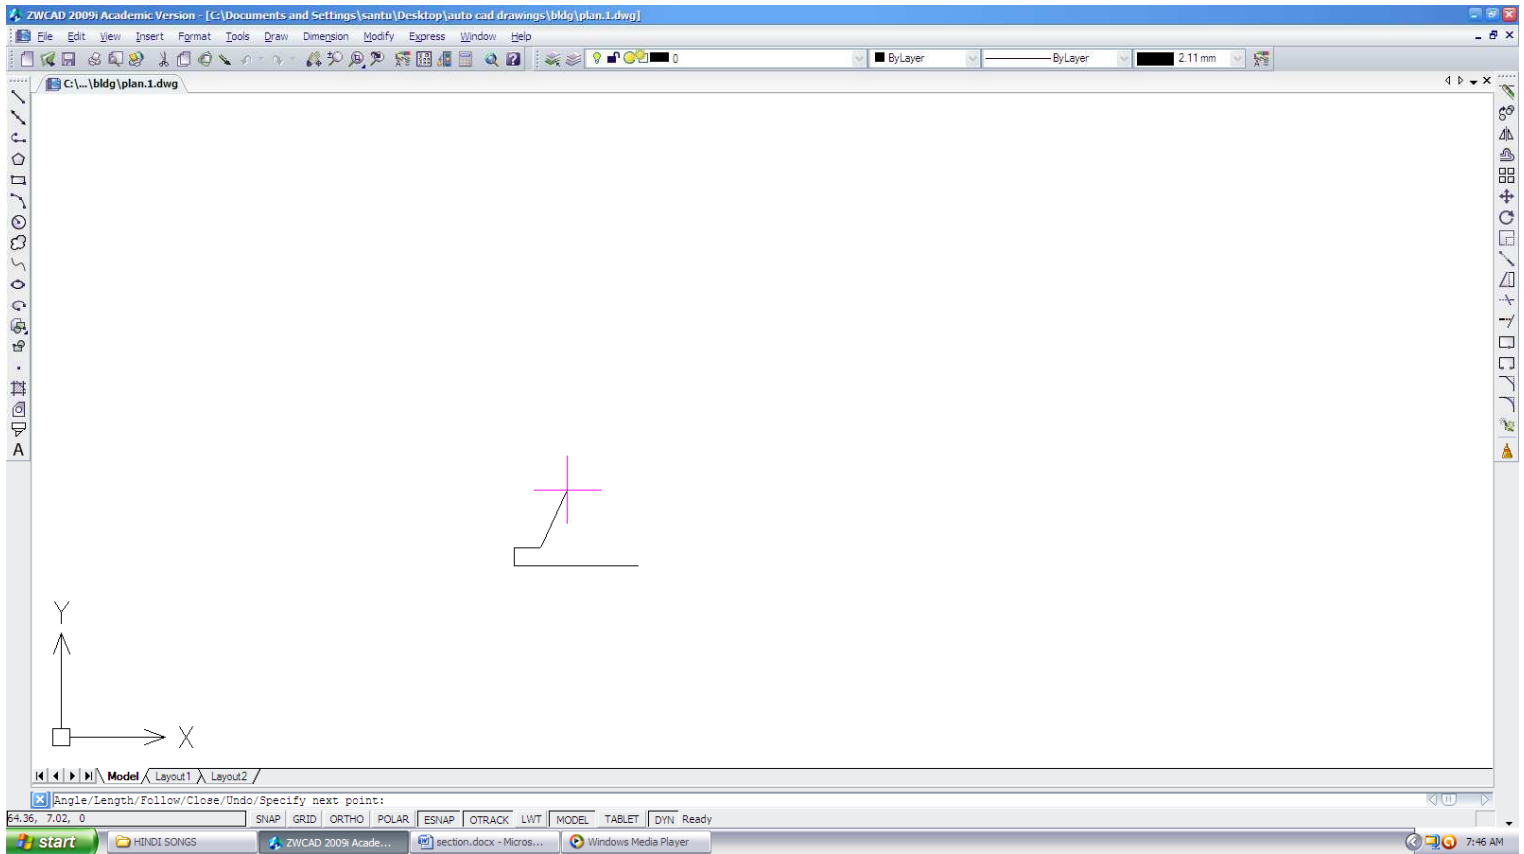 ZWCAD 2009i Academic Version - [C:\Documents and Settings\santu\Desktop\auto cad drawings\bldg\plan.1.dwg]
File Edit View Insert Format Tools Draw Dimension Modify Express Window Help
0 ByLayer ByLayer 2.11 mm
C:\...\bldg\plan.1.dwg
A
Y
X
Model Layout1 Layout2
Angle/Length/Follow/Close/Undo/Specify next point:
64.36, 7.02, 0 SNAP GRID ORTHO POLAR ESNAP OTRACK LWT MODEL TABLET DYN Ready
start HINDI SONGS ZWCAD 2009i Acade... section.docx - Micros... Windows Media Player 7:46 AM